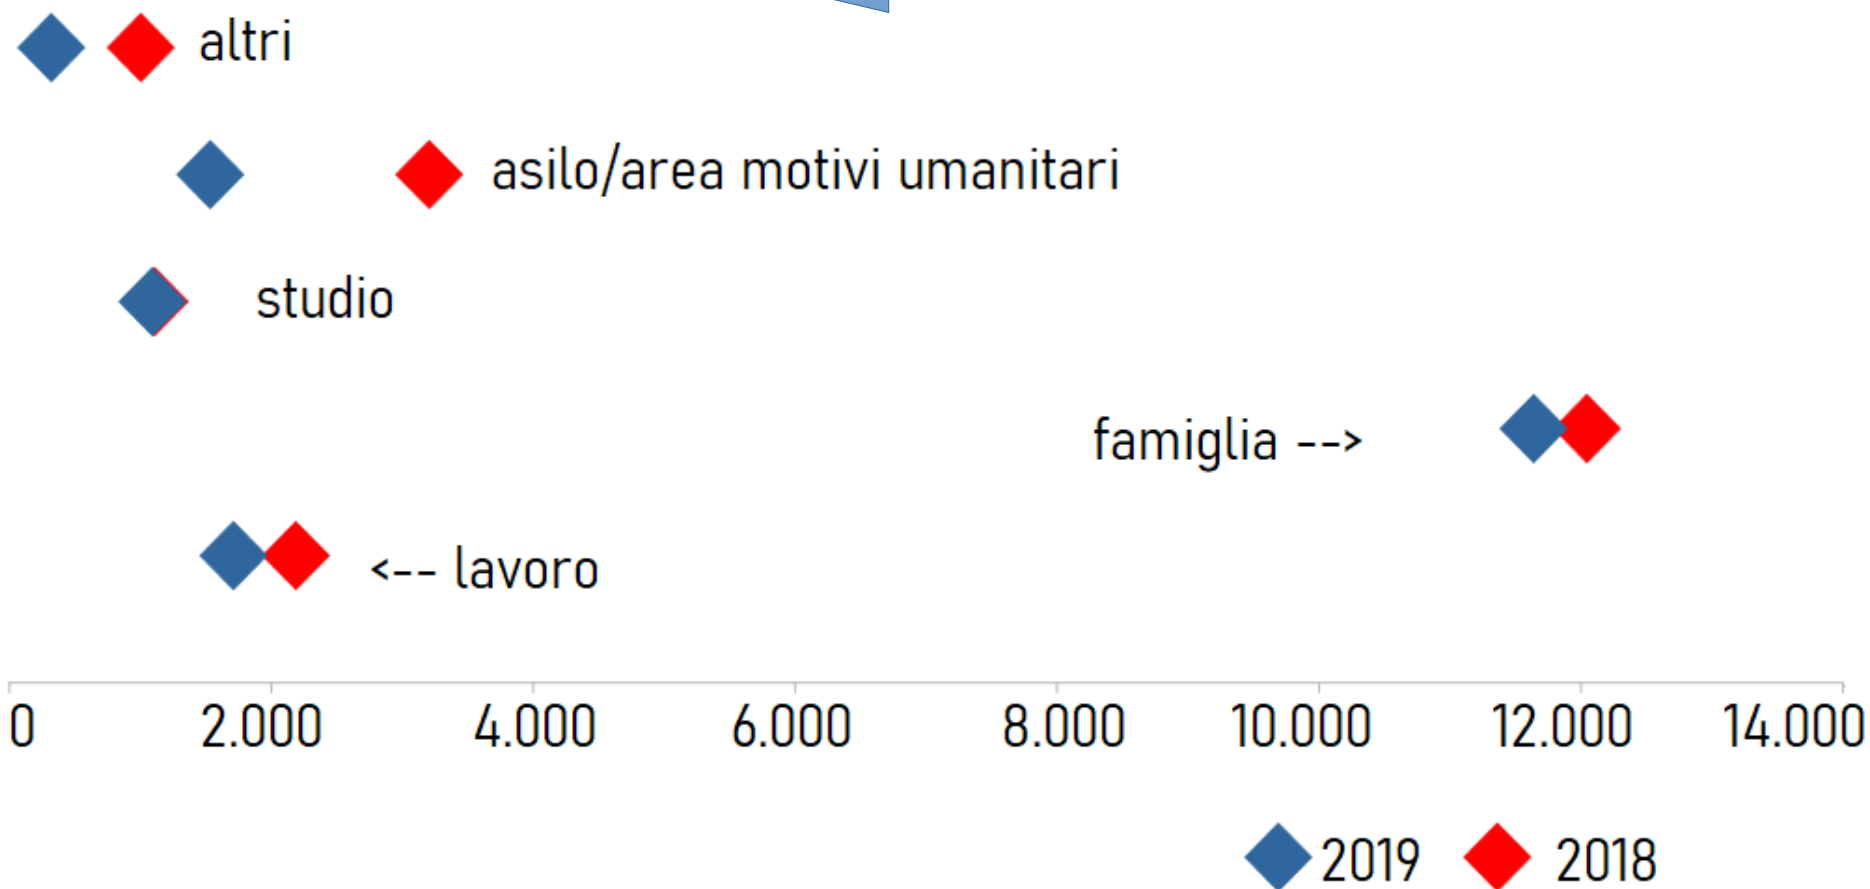 altri
asilo/area motivi umanitari
studio
famiglia -->
<-- lavoro
0 2.000 4.000 6.000 8.000 10.000 12.000 14.000
2019 2018